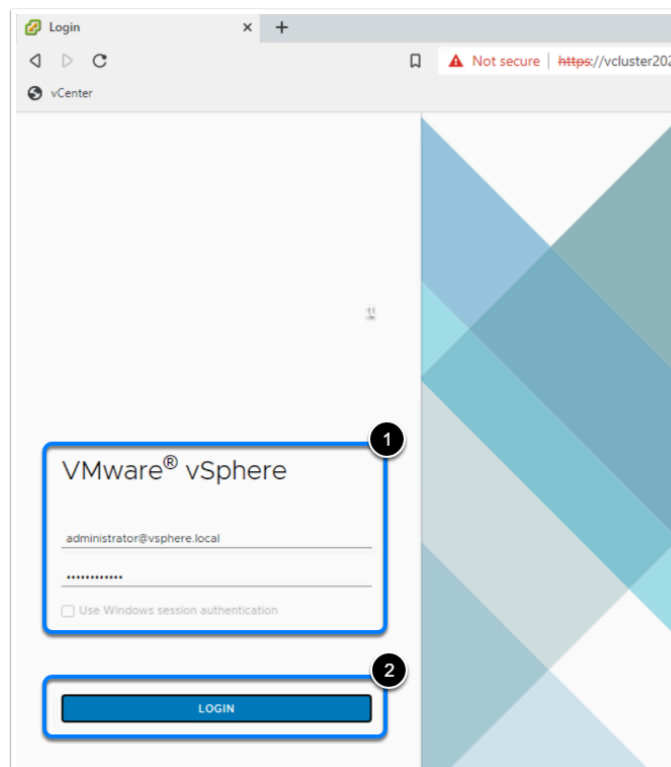 Login
Not secure https://vcluster202
vCenter
1
VMware® vSphere
administrator@vsphere.local
Use Windows session authentication
2
LOGIN